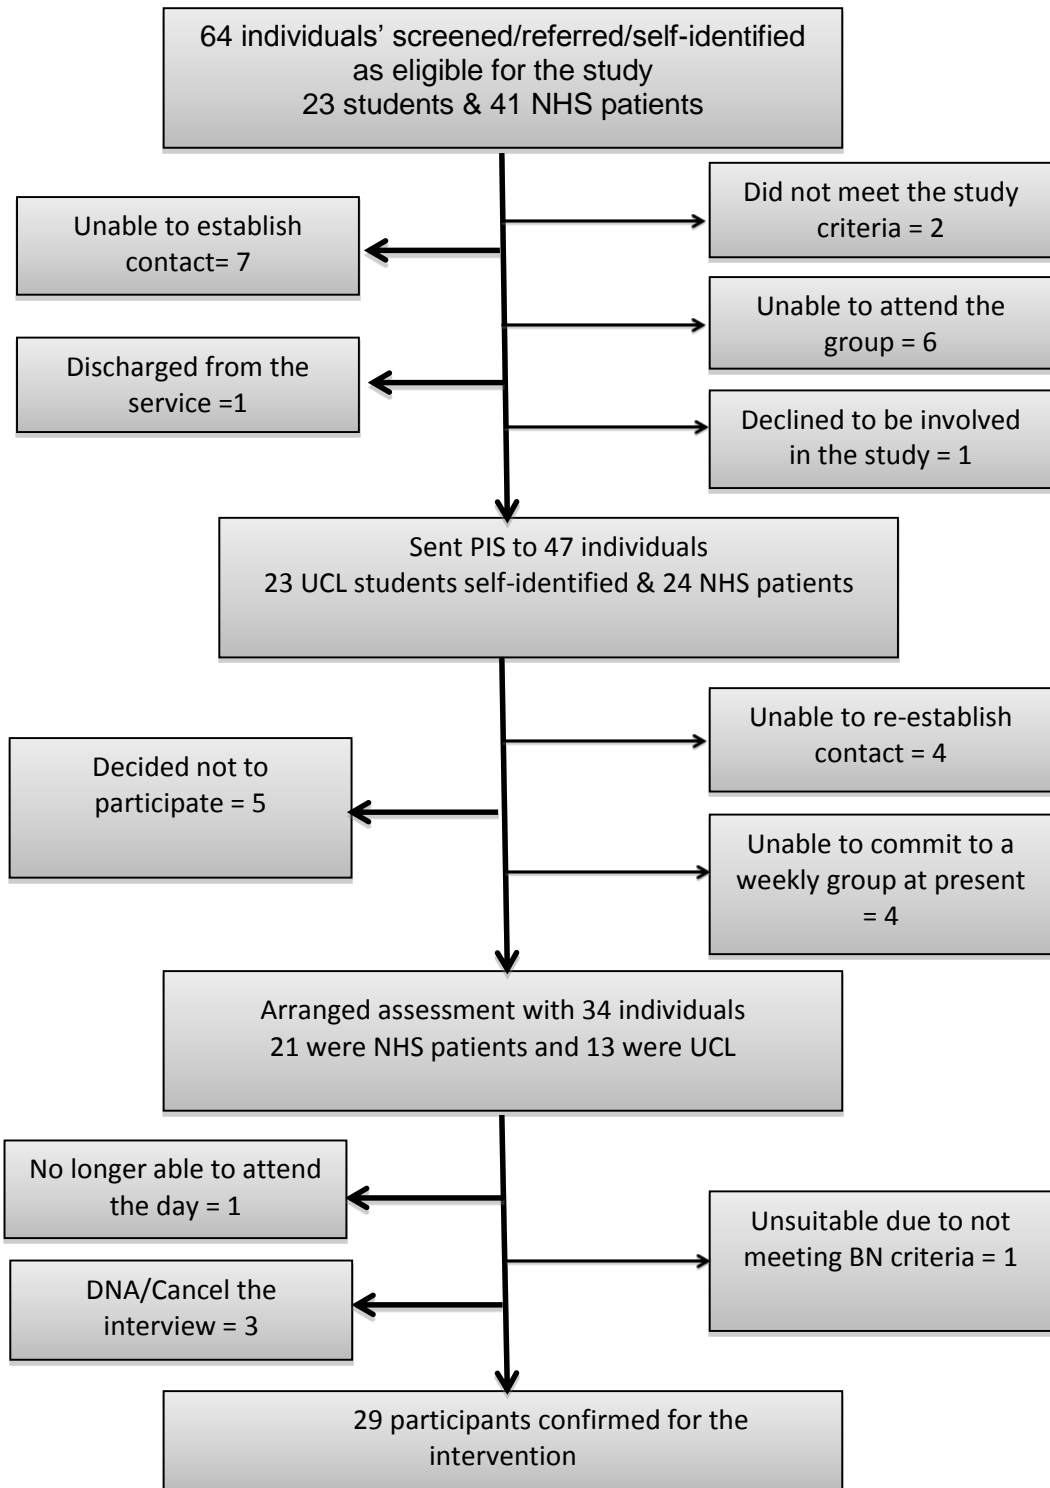 64 individuals’ screened/referred/self-identified
as eligible for the study
23 students & 41 NHS patients
Unable to establish
contact= 7
Did not meet the study
criteria = 2
Unable to attend the
group = 6
Discharged from the
service =1
Declined to be involved
in the study = 1
Sent PIS to 47 individuals
23 UCL students self-identified & 24 NHS patients
Unable to re-establish
contact = 4
Decided not to
participate = 5
Unable to commit to a
weekly group at present
= 4
Arranged assessment with 34 individuals
21 were NHS patients and 13 were UCL
No longer able to attend
the day = 1
Unsuitable due to not
meeting BN criteria = 1
DNA/Cancel the
interview = 3
29 participants confirmed for the
intervention